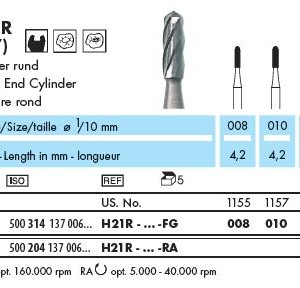 R
7)
er rund
End Cylinder
re rond
/Size/taille ø 1/10 mm 008 010
- Length in mm - longueur 4,2 4,2
ISO REF 5
US. No. 1155 1157
500 314 137 006... H21R - ... -FG 008 010
500 204 137 006... H21R - ... -RA
opt. 160.000 rpm RA opt. 5.000 - 40.000 rpm